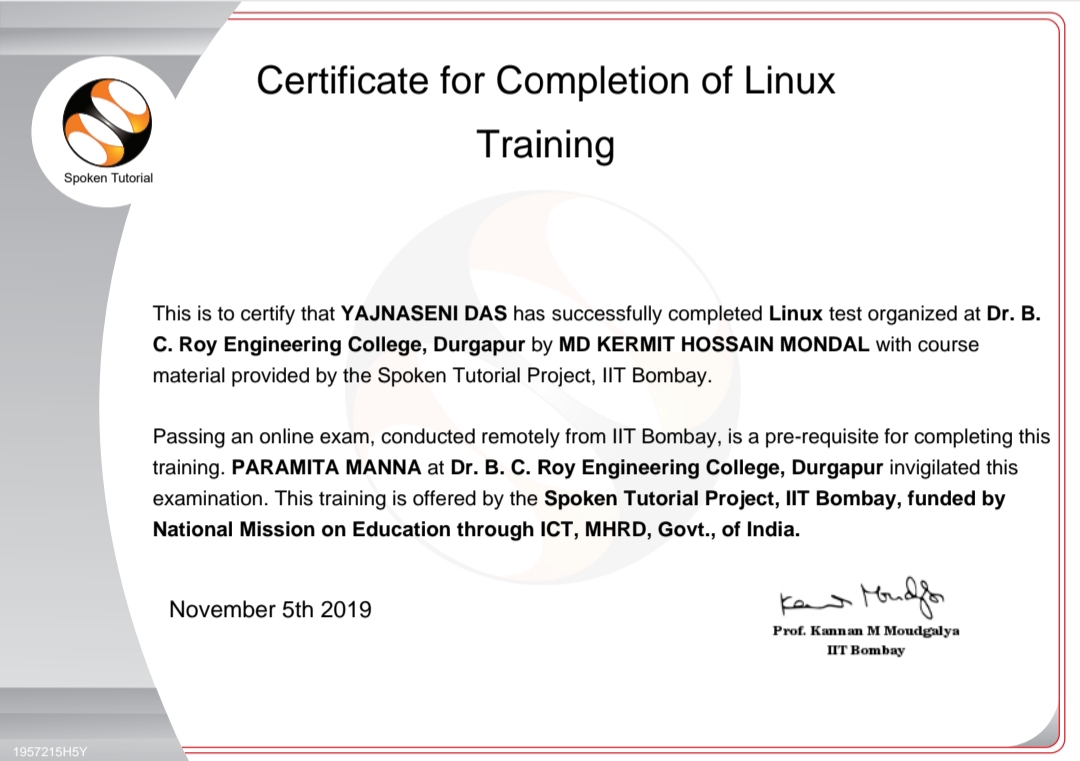 Certificate for Completion of Linux
Training
Spoken Tutorial
This is to certify that YAJNASENI DAS has successfully completed Linux test organized at Dr. B.
C. Roy Engineering College, Durgapur by MD KERMIT HOSSAIN MONDAL with course
material provided by the Spoken Tutorial Project, IIT Bombay.
Passing an online exam, conducted remotely from IIT Bombay, is a pre-requisite for completing this
training. PARAMITA MANNA at Dr. B. C. Roy Engineering College, Durgapur invigilated this
examination. This training is offered by the Spoken Tutorial Project, IIT Bombay, funded by
National Mission on Education through ICT, MHRD, Govt., of India.
November 5th 2019
Kannan Moudgalya
Prof. Kannan M Moudgalya
IIT Bombay
1957215H5Y